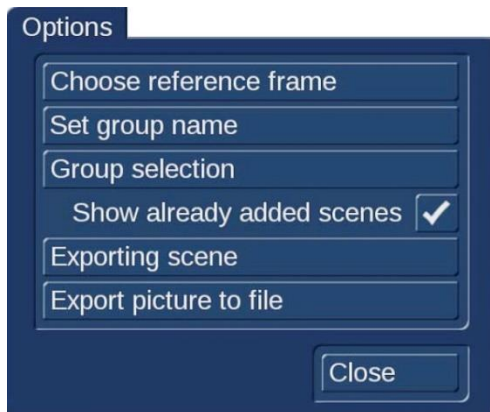 Options
Choose reference frame
Set group name
Group selection
Show already added scenes
Exporting scene
Export picture to file
Close